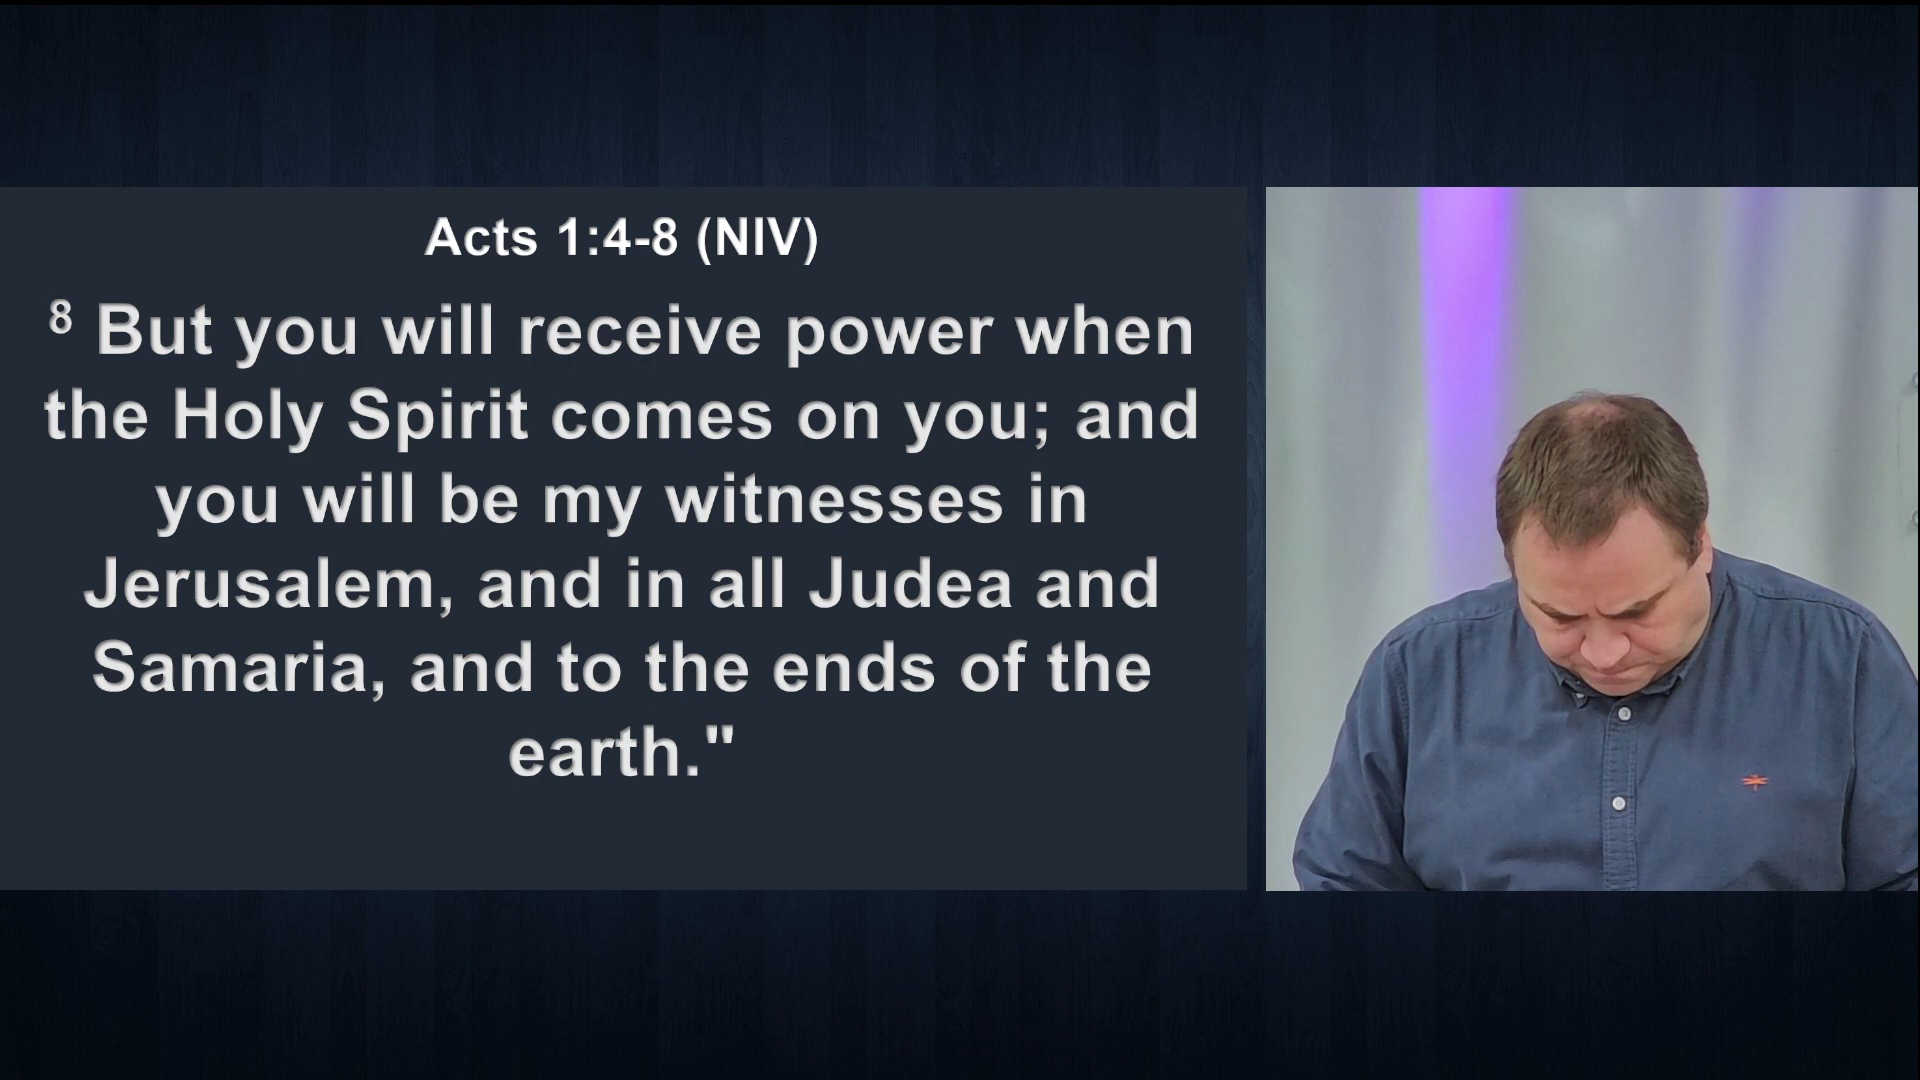 Acts 1:4-8 (NIV)
8 But you will receive power when
the Holy Spirit comes on you; and
you will be my witnesses in
Jerusalem, and in all Judea and
Samaria, and to the ends of the
earth."